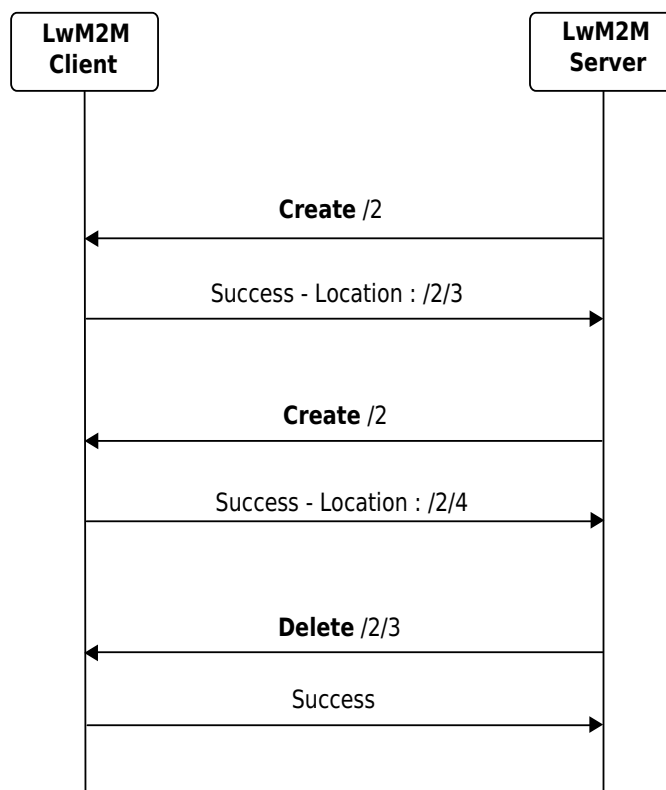 LwM2M
Client
LwM2M
Server
Create /2
Success - Location : /2/3
Create /2
Success - Location : /2/4
Delete /2/3
Success